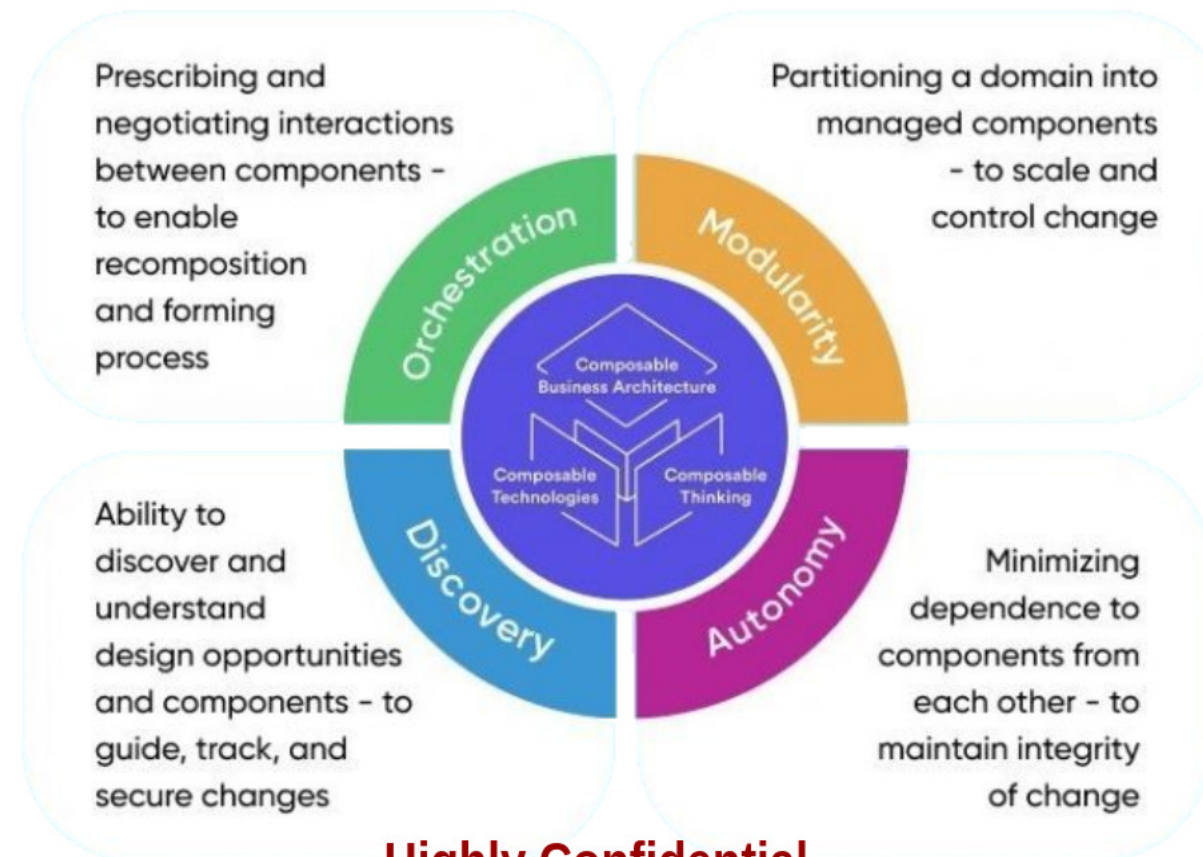 Prescribing and
negotiating interactions
between components -
to enable
recomposition
and forming
process
Partitioning a domain into
managed components
- to scale and
control change
Orchestration
Modularity
Composable
Business Architecture
Composable
Technologies
Composable
Thinking
Discovery
Autonomy
Ability to
discover and
understand
design opportunities
and components - to
guide, track, and
secure changes
Minimizing
dependence to
components from
each other - to
maintain integrity
of change
Highly Confidential